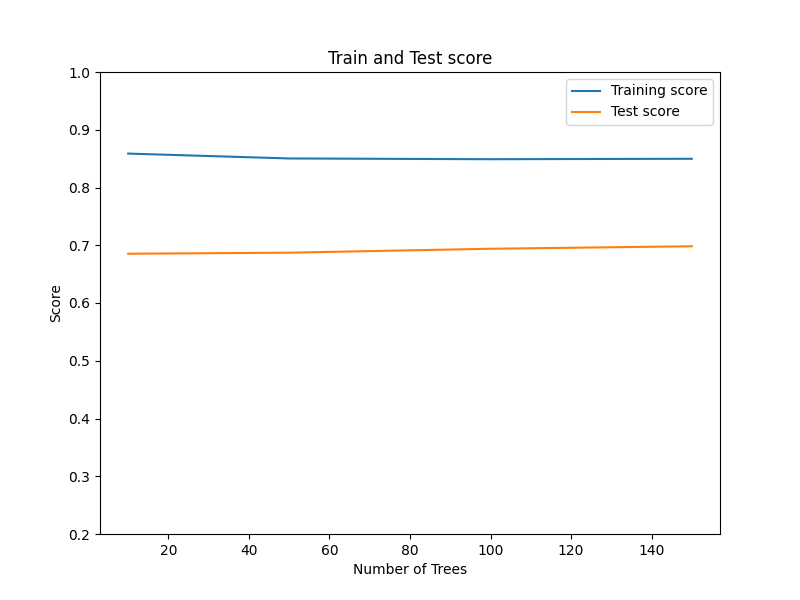 Train and Test score
1.0
0.9
0.8
0.7
0.6
0.5
0.4
0.3
0.2
Score
Training score
Test score
20 40 60 80 100 120 140
Number of Trees